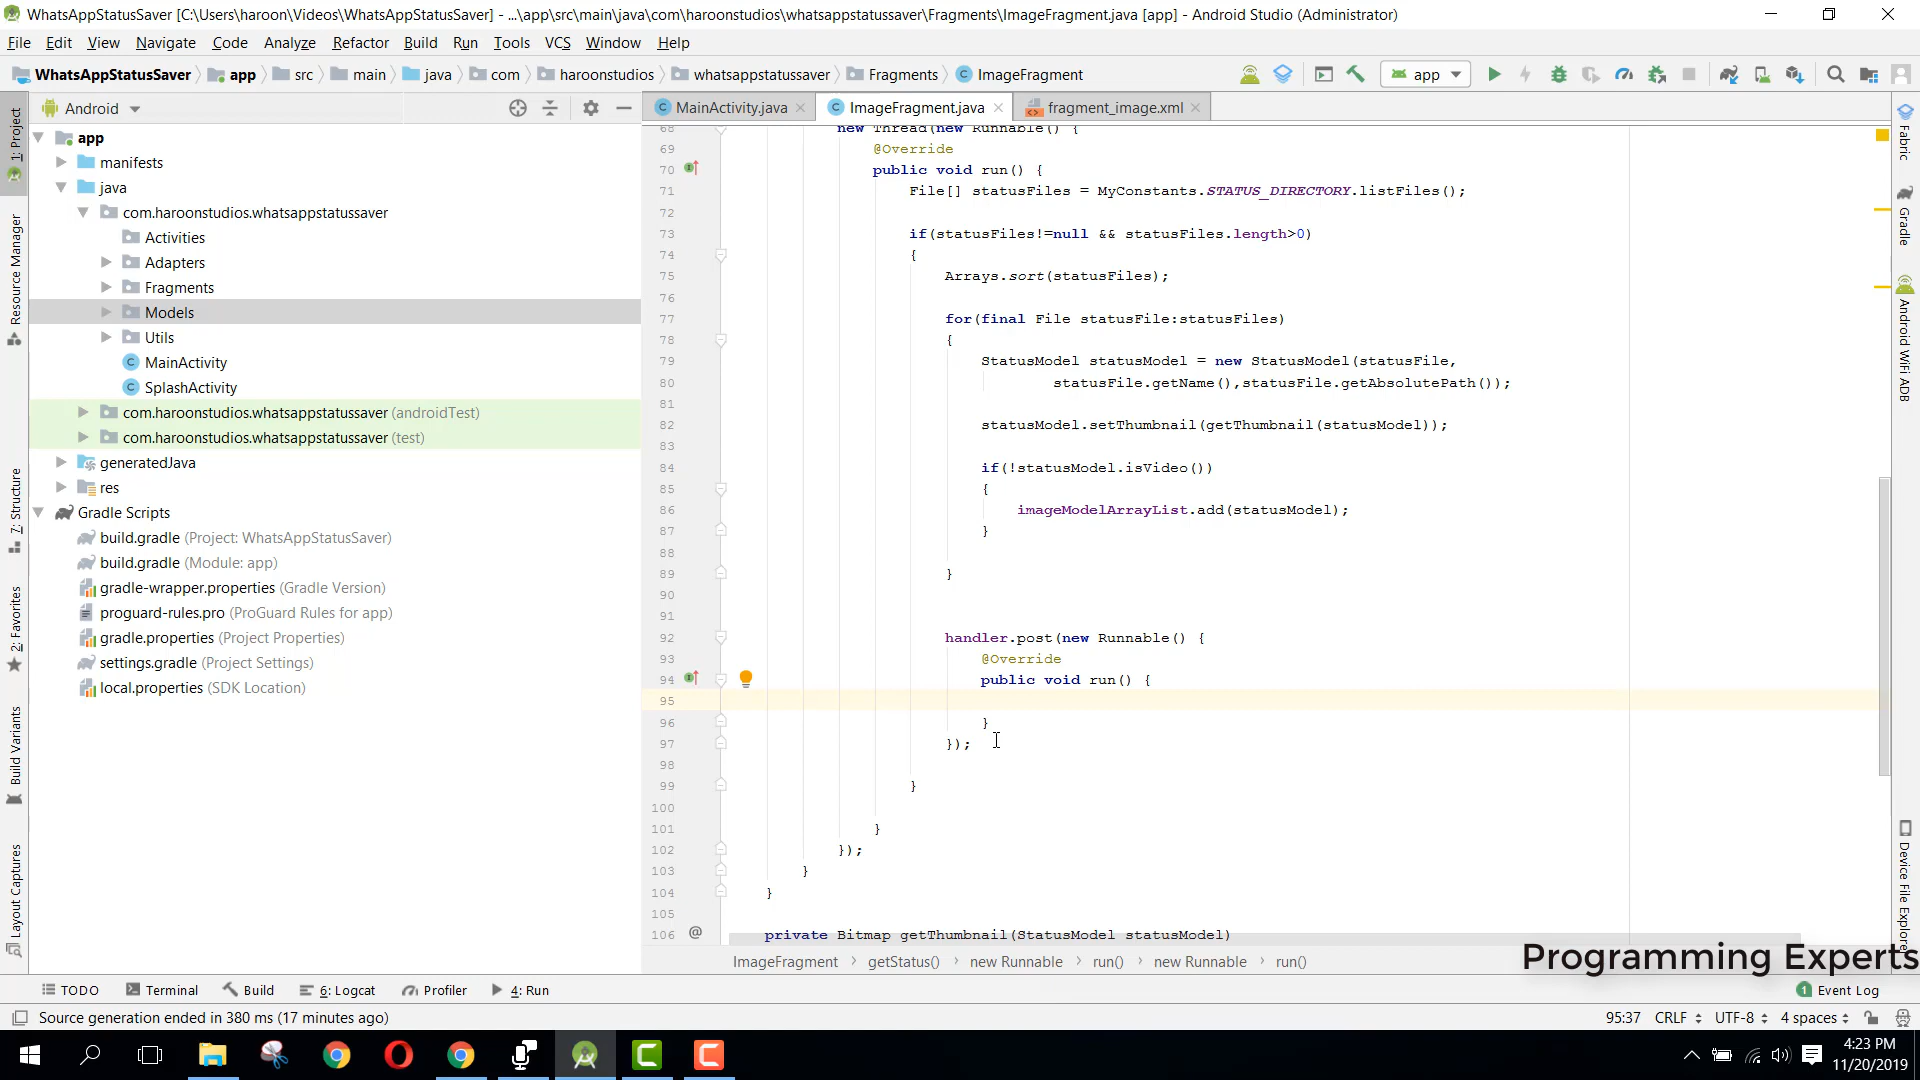 WhatsAppStatusSaver [C:\Users\haroon\Videos\WhatsAppStatusSaver] - ...\app\src\main\java\com\haroonstudios\whatsappstatussaver\Fragments\ImageFragment.java [app] - Android Studio (Administrator)
File Edit View Navigate Code Analyze Refactor Build Run Tools VCS Window Help
WhatsAppStatusSaver app src main java com haroonstudios whatsappstatussaver Fragments ImageFragment app
Android
MainActivity.java ImageFragment.java fragment_image.xml
1: Project
Resource Manager
7: Structure
2: Favorites
Build Variants
Layout Captures
app
manifests
java
com.haroonstudios.whatsappstatussaver
Activities
Adapters
Fragments
Models
Utils
MainActivity
SplashActivity
com.haroonstudios.whatsappstatussaver (androidTest)
com.haroonstudios.whatsappstatussaver (test)
generatedJava
res
Gradle Scripts
build.gradle (Project: WhatsAppStatusSaver)
build.gradle (Module: app)
gradle-wrapper.properties (Gradle Version)
proguard-rules.pro (ProGuard Rules for app)
gradle.properties (Project Properties)
settings.gradle (Project Settings)
local.properties (SDK Location)
68 new Thread(new Runnable() {
69 @Override
70 public void run() {
71 File[] statusFiles = MyConstants.STATUS_DIRECTORY.listFiles();
72
73 if(statusFiles!=null && statusFiles.length>0)
74 {
75 Arrays.sort(statusFiles);
76
77 for(final File statusFile:statusFiles)
78 {
79 StatusModel statusModel = new StatusModel(statusFile,
80 statusFile.getName(),statusFile.getAbsolutePath());
81
82 statusModel.setThumbnail(getThumbnail(statusModel));
83
84 if(!statusModel.isVideo())
85 {
86 imageModelArrayList.add(statusModel);
87 }
88
89 }
90
91
92 handler.post(new Runnable() {
93 @Override
94 public void run() {
95
96 }
97 });
98
99 }
100
101 }
102 });
103 }
104 }
105
106 @ private Bitmap getThumbnail(StatusModel statusModel)
ImageFragment getStatus() new Runnable run() new Runnable run()
Fabric
Gradle
Android WiFi ADB
Device File Explorer
Programming Experts
TODO Terminal Build 6: Logcat Profiler 4: Run 1 Event Log
Source generation ended in 380 ms (17 minutes ago) 95:37 CRLF UTF-8 4 spaces
4:23 PM
11/20/2019